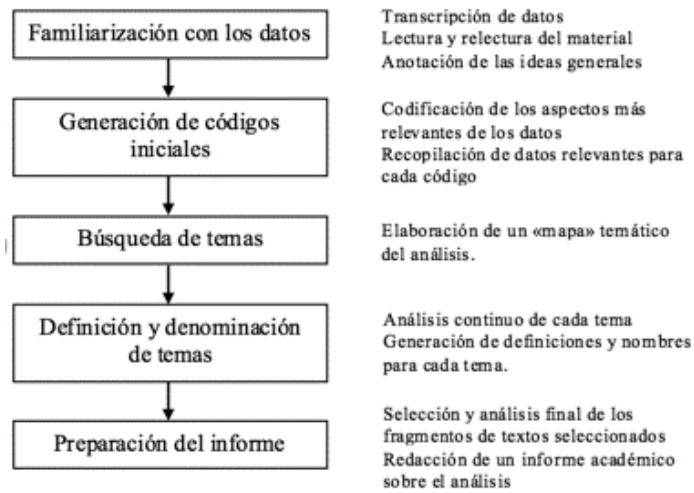 Familiarización con los datos
Transcripción de datos
Lectura y relectura del material
Anotación de las ideas generales
Generación de códigos
iniciales
Codificación de los aspectos más
relevantes de los datos
Recopilación de datos relevantes para
cada código
Búsqueda de temas
Elaboración de un «mapa» temático
del análisis.
Definición y denominación
de temas
Análisis continuo de cada tema
Generación de definiciones y nombres
para cada tema.
Preparación del informe
Selección y análisis final de los
fragmentos de textos seleccionados
Redacción de un informe académico
sobre el análisis